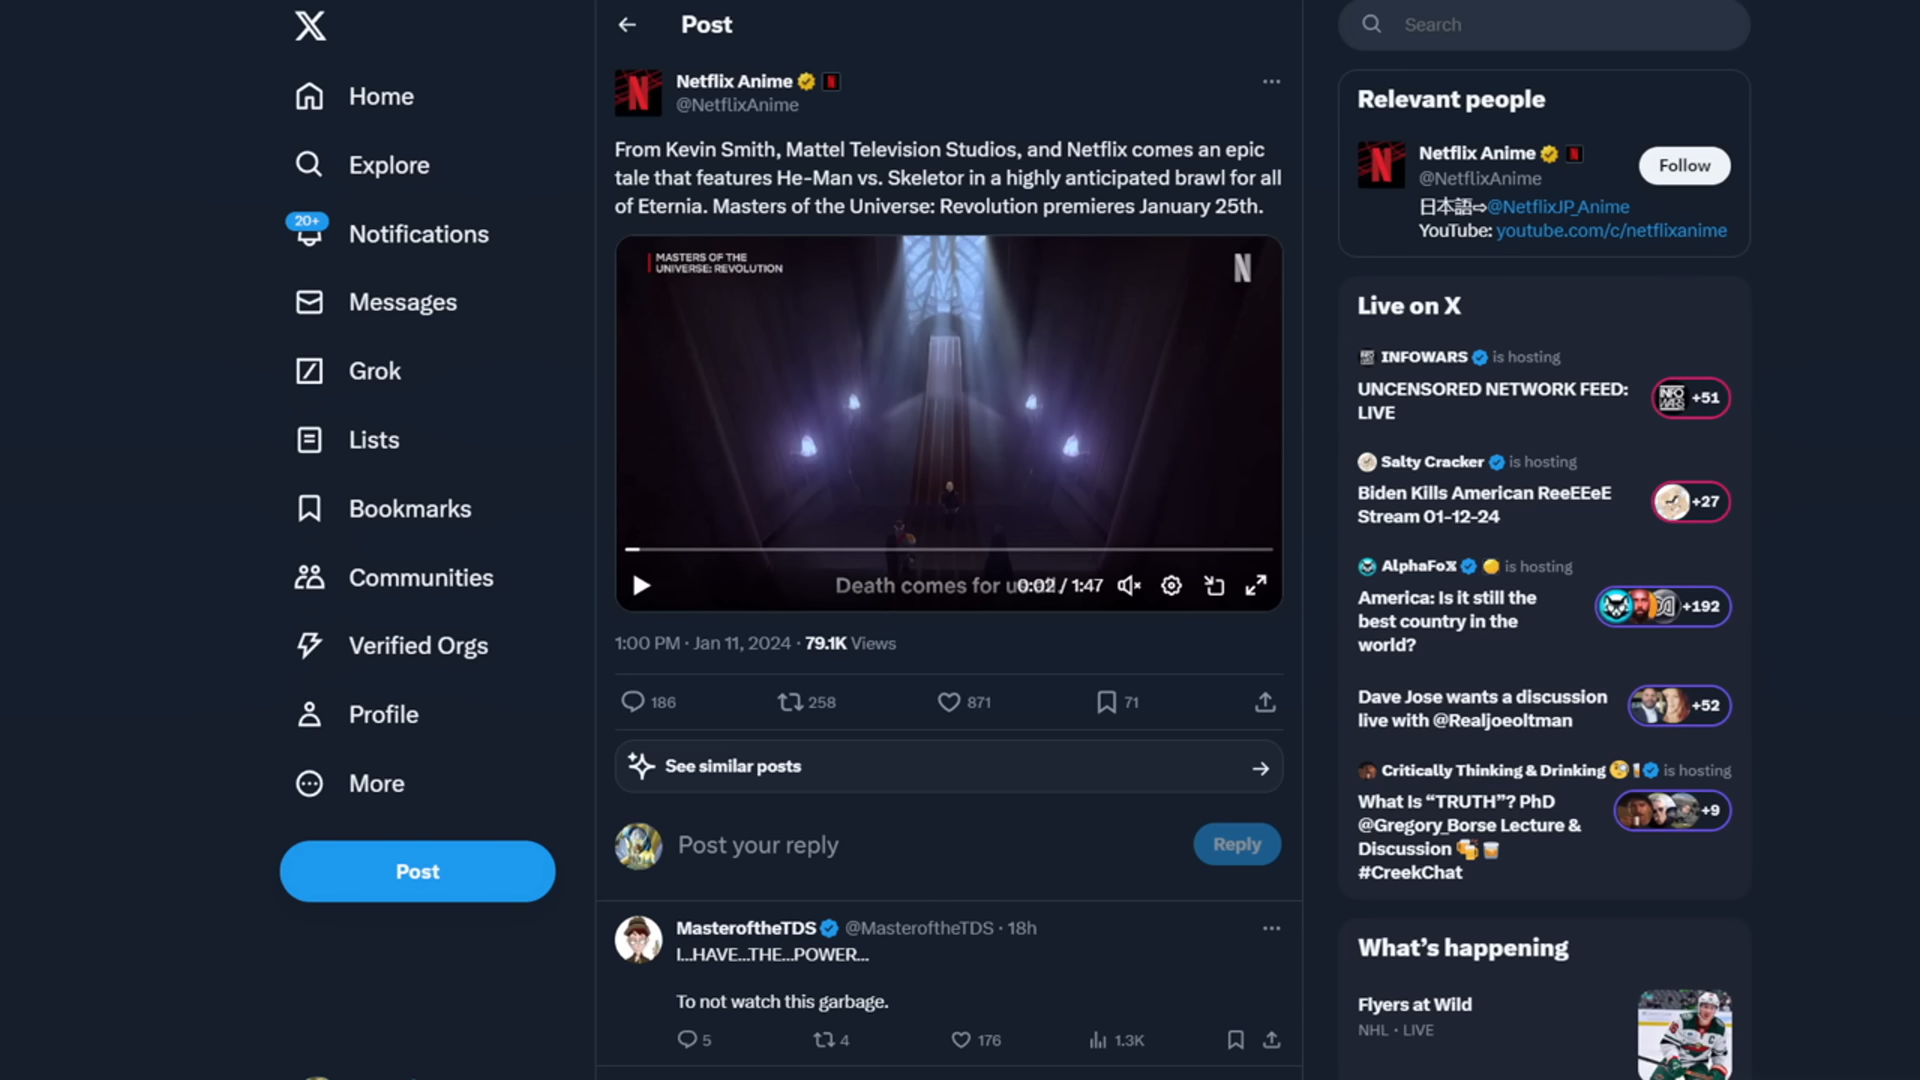 Home
Explore
20+
Notifications
Messages
Grok
Lists
Bookmarks
Communities
Verified Orgs
Profile
More
Post
Post
Netflix Anime
@NetflixAnime
From Kevin Smith, Mattel Television Studios, and Netflix comes an epic
tale that features He-Man vs. Skeletor in a highly anticipated brawl for all
of Eternia. Masters of the Universe: Revolution premieres January 25th.
MASTERS OF THE
UNIVERSE: REVOLUTION
N
Death comes for
0:02 / 1:47
1:00 PM · Jan 11, 2024 · 79.1K Views
186
258
871
71
See similar posts
Post your reply
Reply
MasteroftheTDS @MasteroftheTDS · 18h
I...HAVE...THE...POWER...
To not watch this garbage.
5
4
176
1.3K
Search
Relevant people
Netflix Anime
@NetflixAnime
Follow
日本語⇨@NetflixJP_Anime
YouTube: youtube.com/c/netflixanime
Live on X
INFOWARS is hosting
UNCENSORED NETWORK FEED:
LIVE
INFO
WARS
+51
Salty Cracker is hosting
Biden Kills American ReeEEeE
Stream 01-12-24
+27
AlphaFoX is hosting
America: Is it still the
best country in the
world?
+192
Dave Jose wants a discussion
live with @Realjoeoltman
+52
Critically Thinking & Drinking 🧐🥛 is hosting
What Is “TRUTH”? PhD
@Gregory_Borse Lecture &
Discussion 🍻🥃
#CreekChat
+9
What’s happening
Flyers at Wild
NHL · LIVE